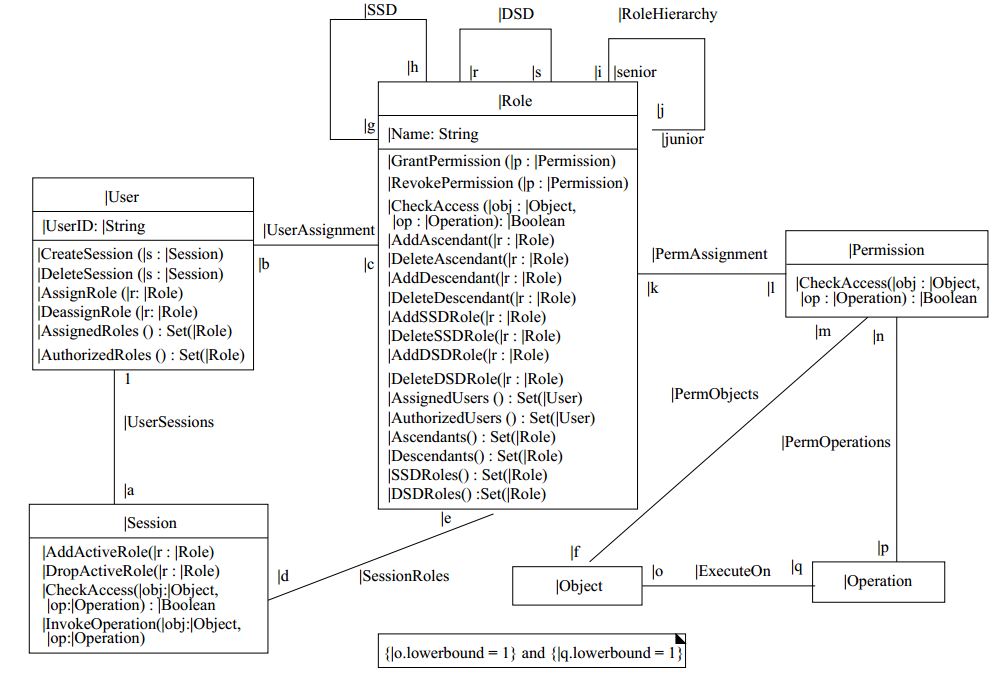 |SSD
|DSD
|RoleHierarchy
|h
|r
|s
|i
|senior
|g
|j
|junior
|Role
|Name: String
|GrantPermission (|p : |Permission)
|RevokePermission (|p : |Permission)
|CheckAccess (|obj : |Object,
|op : |Operation): |Boolean
|AddAscendant(|r : |Role)
|DeleteAscendant(|r : |Role)
|AddDescendant(|r : |Role)
|DeleteDescendant(|r : |Role)
|AddSSDRole(|r : |Role)
|DeleteSSDRole(|r : |Role)
|AddDSDRole(|r : |Role)
|DeleteDSDRole(|r : |Role)
|AssignedUsers () : Set(|User)
|AuthorizedUsers () : Set(|User)
|Ascendants() : Set(|Role)
|Descendants() : Set(|Role)
|SSDRoles() : Set(|Role)
|DSDRoles() :Set(|Role)
|User
|UserID: |String
|CreateSession (|s : |Session)
|DeleteSession (|s : |Session)
|AssignRole (|r: |Role)
|DeassignRole (|r: |Role)
|AssignedRoles () : Set(|Role)
|AuthorizedRoles () : Set(|Role)
|UserAssignment
|b
|c
|PermAssignment
|k
|l
|Permission
|CheckAccess(|obj : |Object,
|op : |Operation) : |Boolean
|m
|n
|PermObjects
|PermOperations
1
|UserSessions
|a
|Session
|AddActiveRole(|r : |Role)
|DropActiveRole(|r : |Role)
|CheckAccess(|obj:|Object,
|op:|Operation) : |Boolean
|InvokeOperation(|obj:|Object,
|op:|Operation)
|e
|d
|SessionRoles
|f
|p
|Object
|o
|ExecuteOn
|q
|Operation
{|o.lowerbound = 1} and {|q.lowerbound = 1}